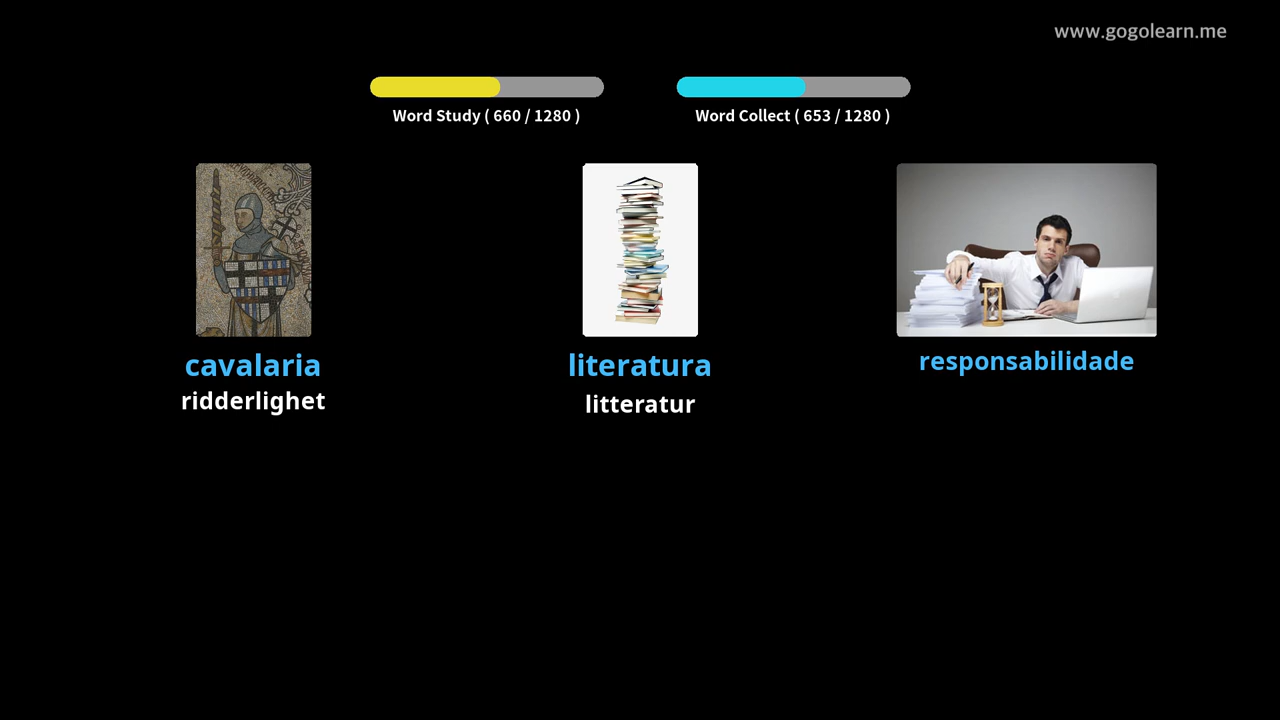 www.gogolearn.me
Word Study ( 660 / 1280 )
Word Collect ( 653 / 1280 )
cavalaria
ridderlighet
literatura
litteratur
responsabilidade